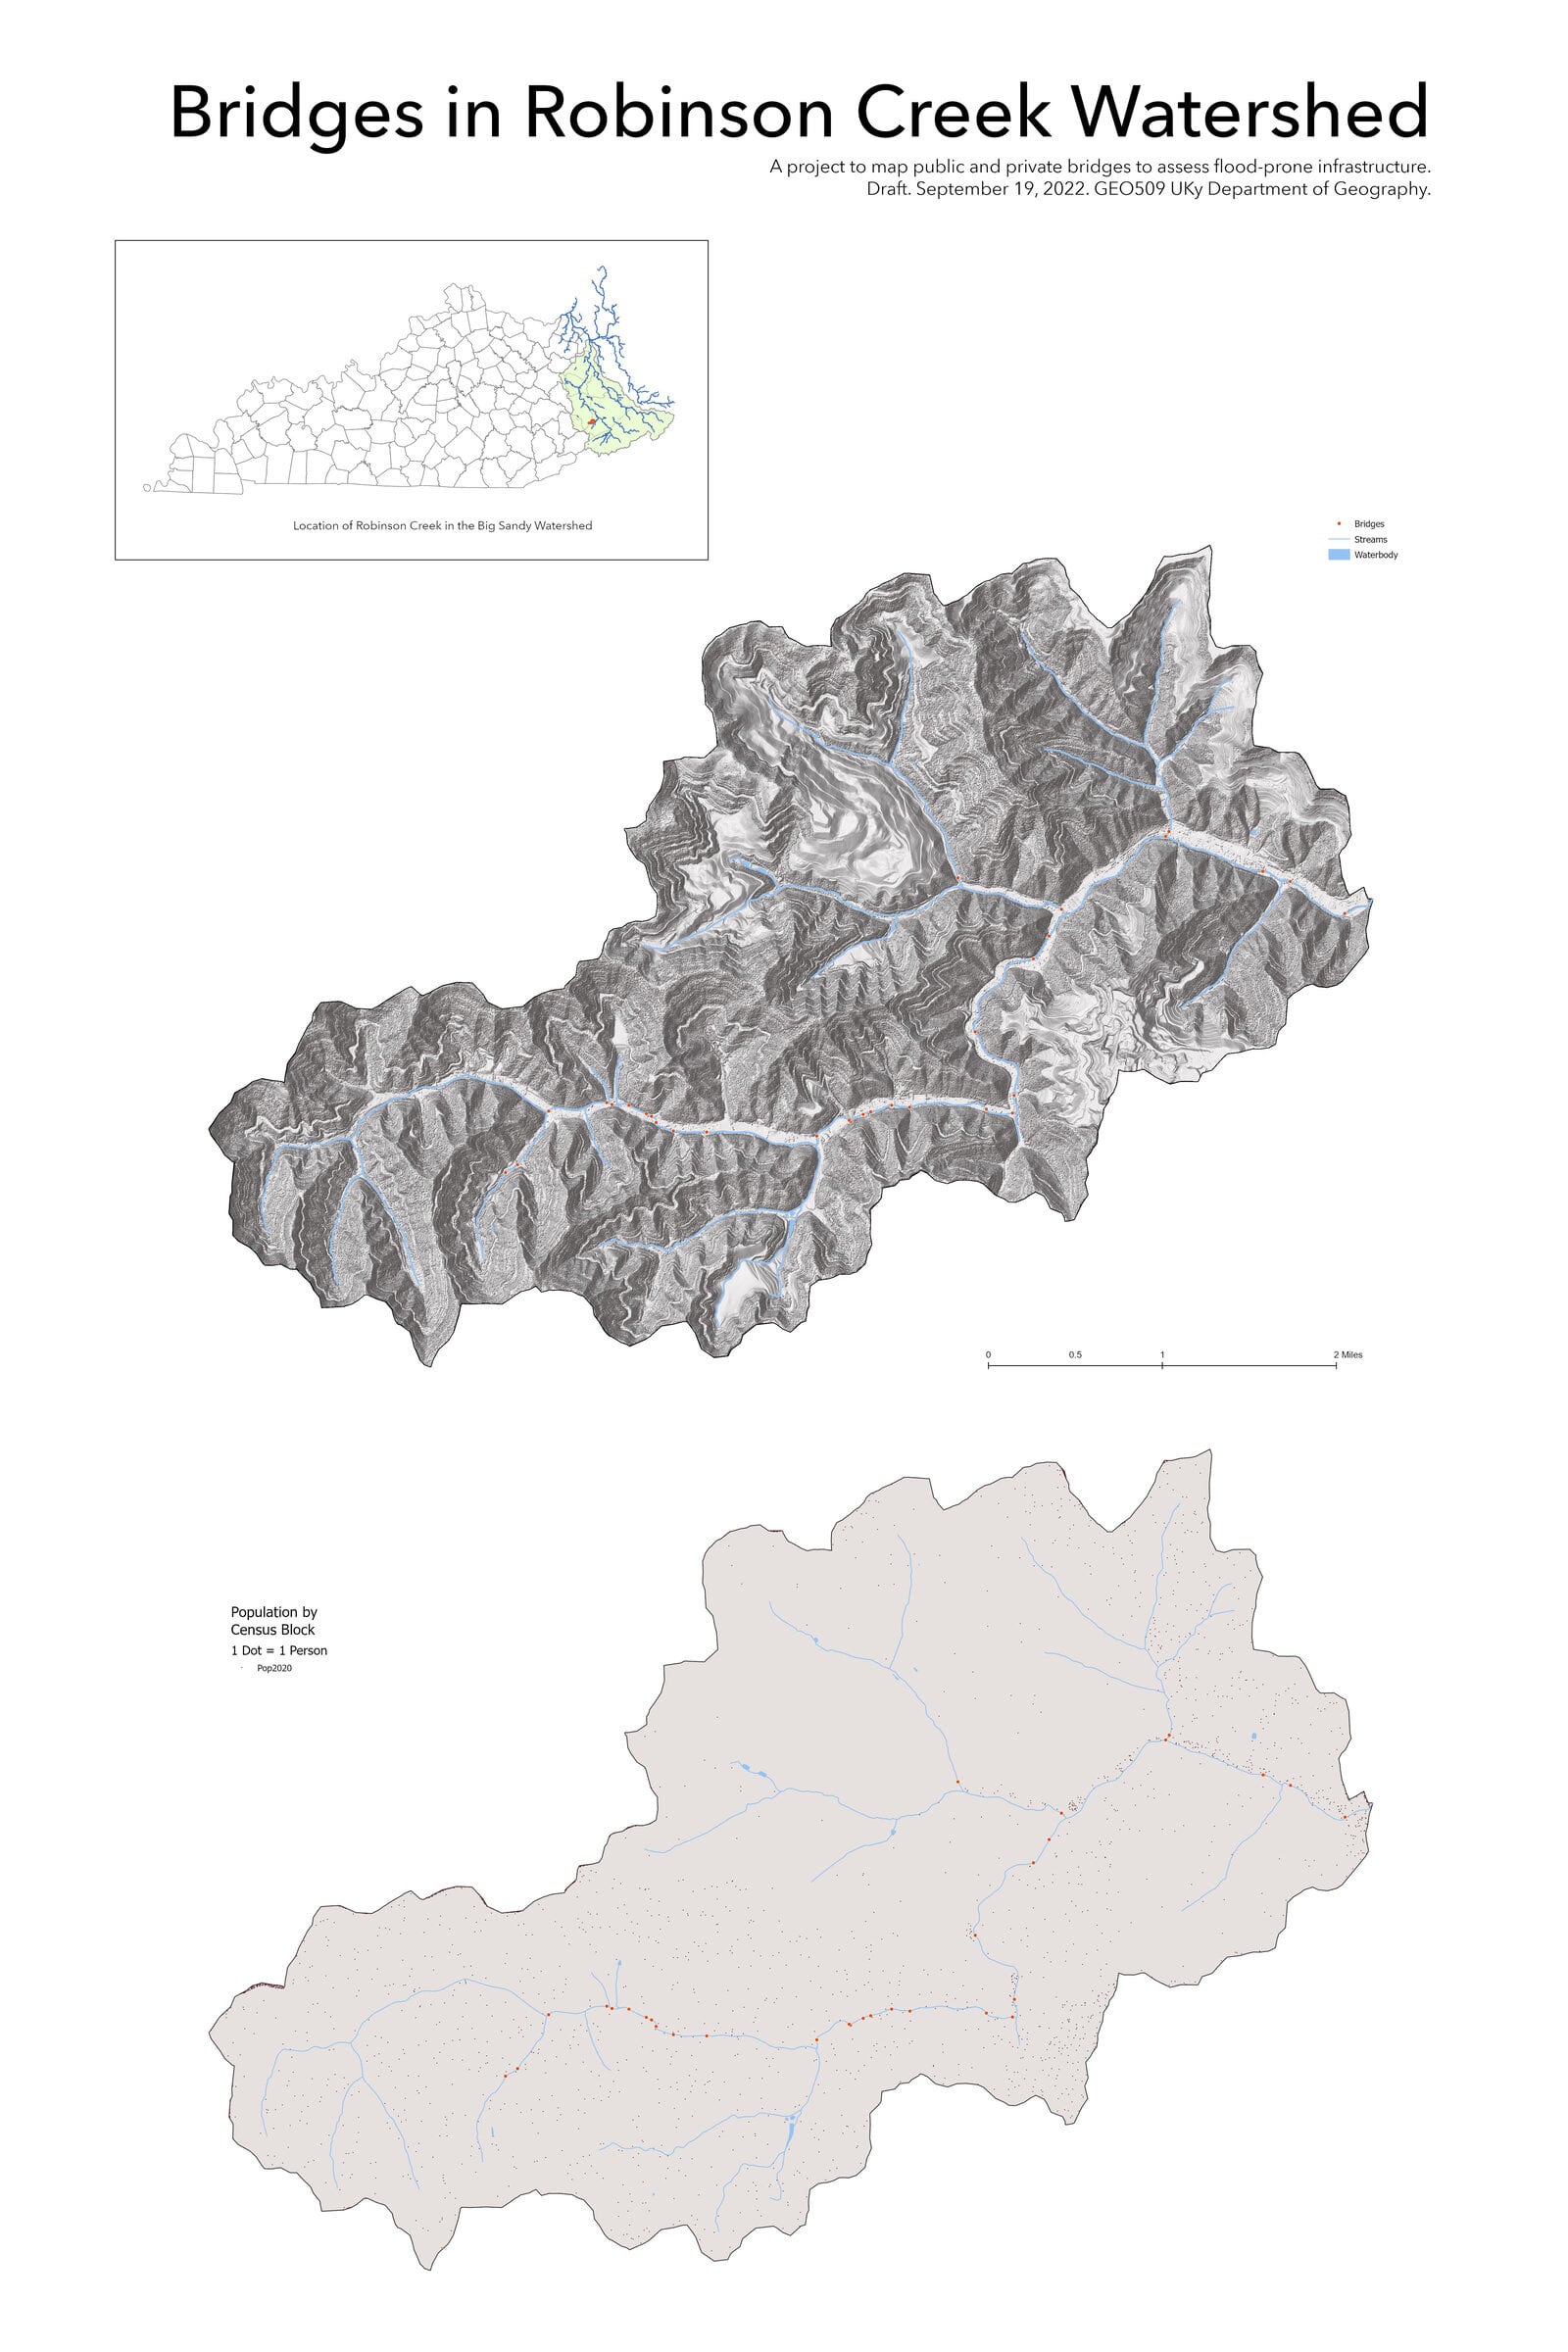 Bridges in Robinson Creek Watershed
A project to map public and private bridges to assess flood-prone infrastructure.
Draft. September 19, 2022. GEO509 UKy Department of Geography.
Location of Robinson Creek in the Big Sandy Watershed
Bridges
Streams
Waterbody
0 0.5 1 2 Miles
Population by
Census Block
1 Dot = 1 Person
Pop2020